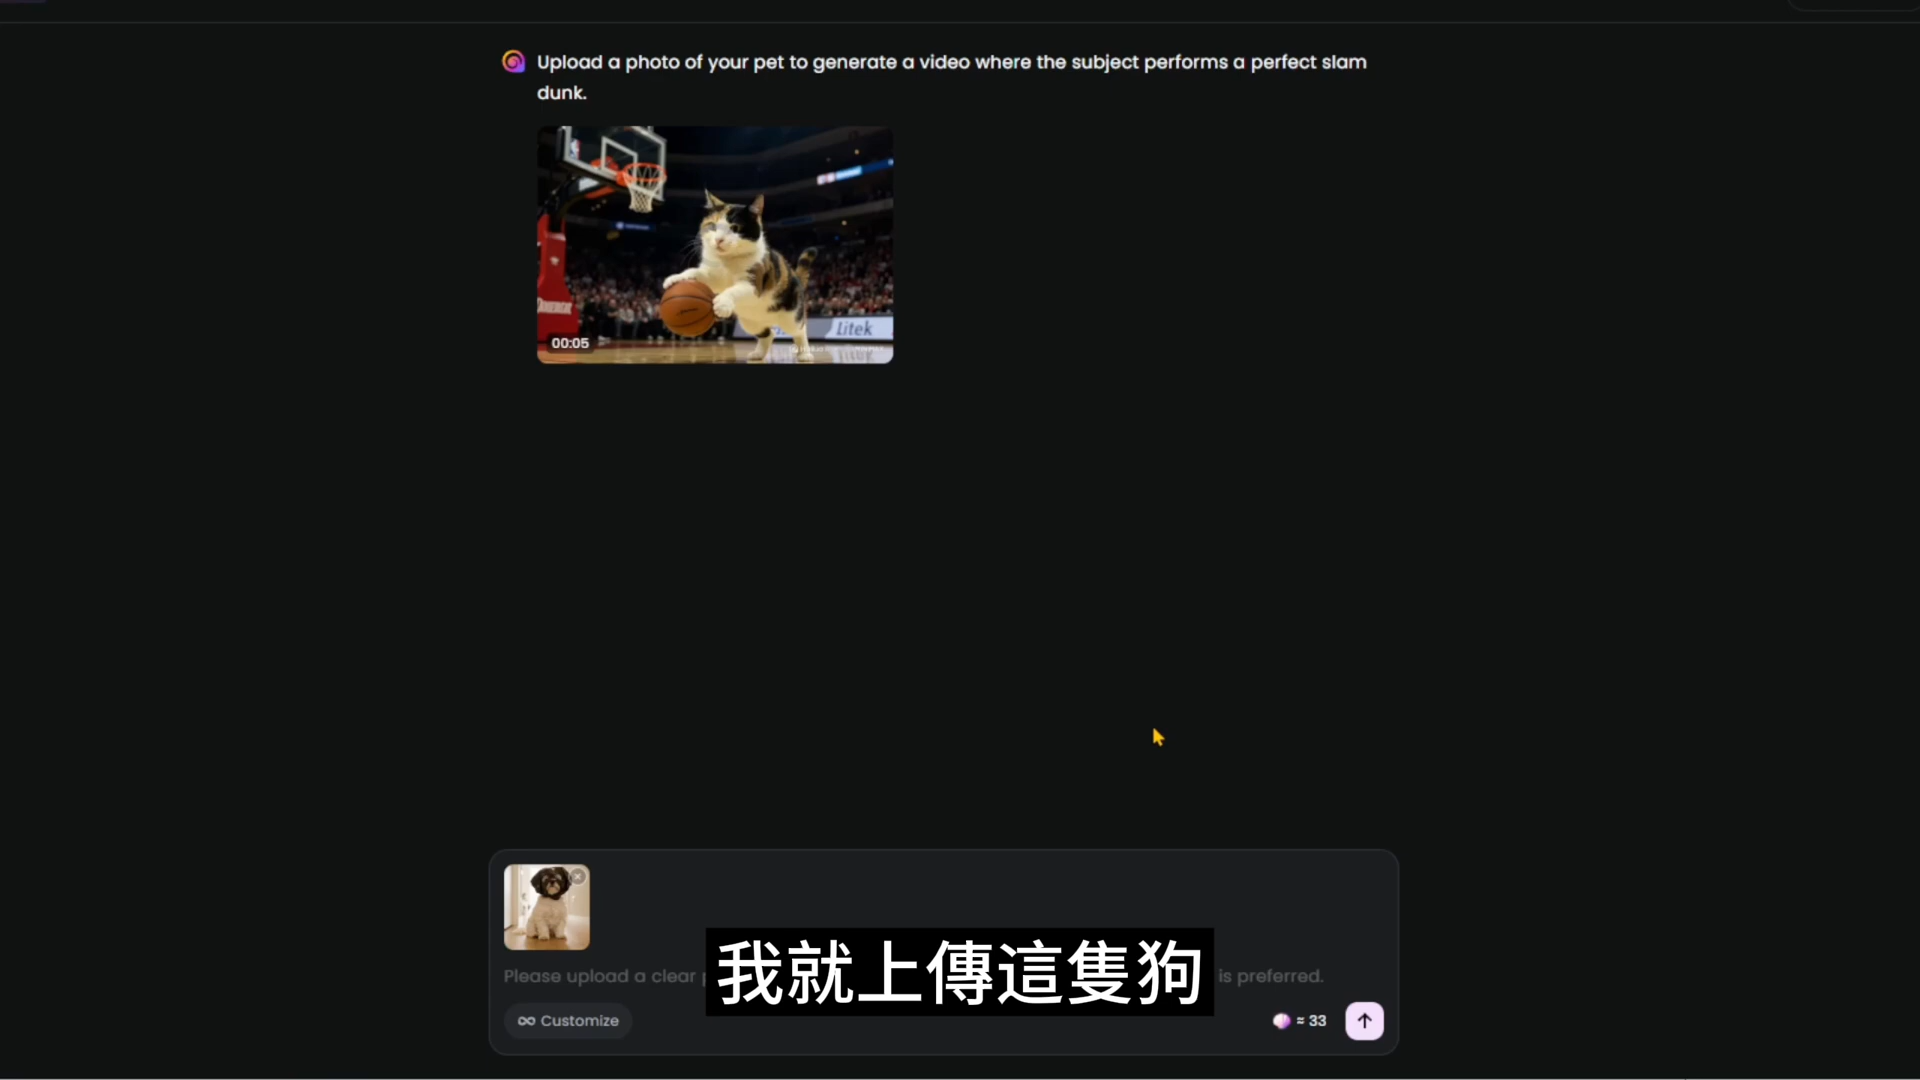 Upload a photo of your pet to generate a video where the subject performs a perfect slam
dunk.
Litek
00:05
Please upload a clear
is preferred.
我就上傳這隻狗
Customize
≈ 33